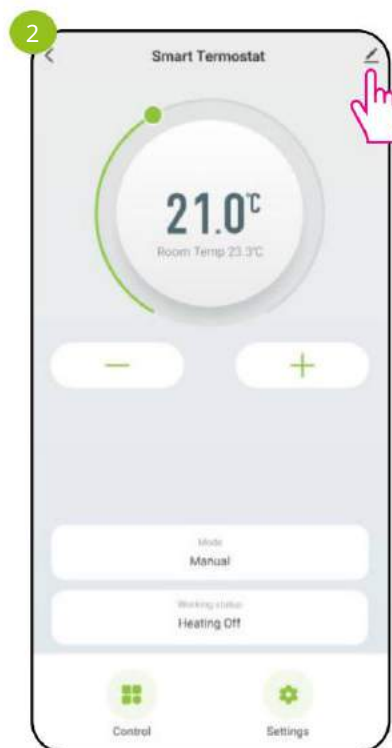 2
Smart Termostat
21.0℃
Room Temp 23.3℃
Mode
Manual
Working status
Heating Off
Control
Settings